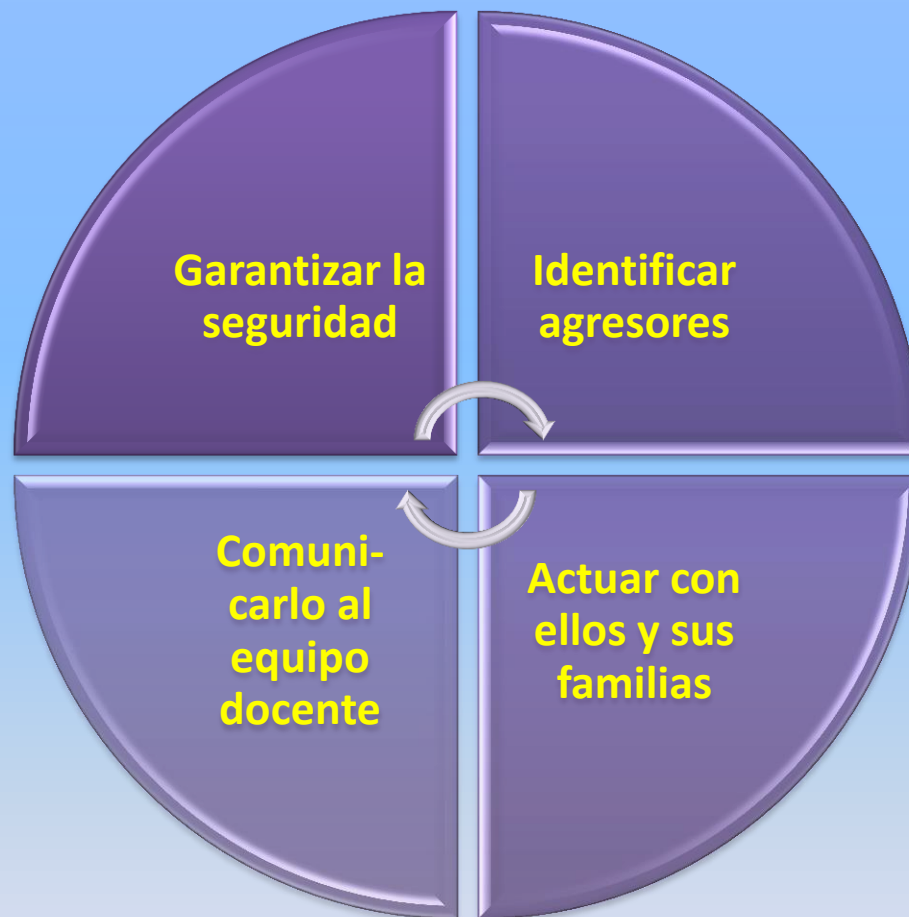 Garantizar la
seguridad
Identificar
agresores
Actuar con
ellos y sus
familias
Comuni-
carlo al
equipo
docente